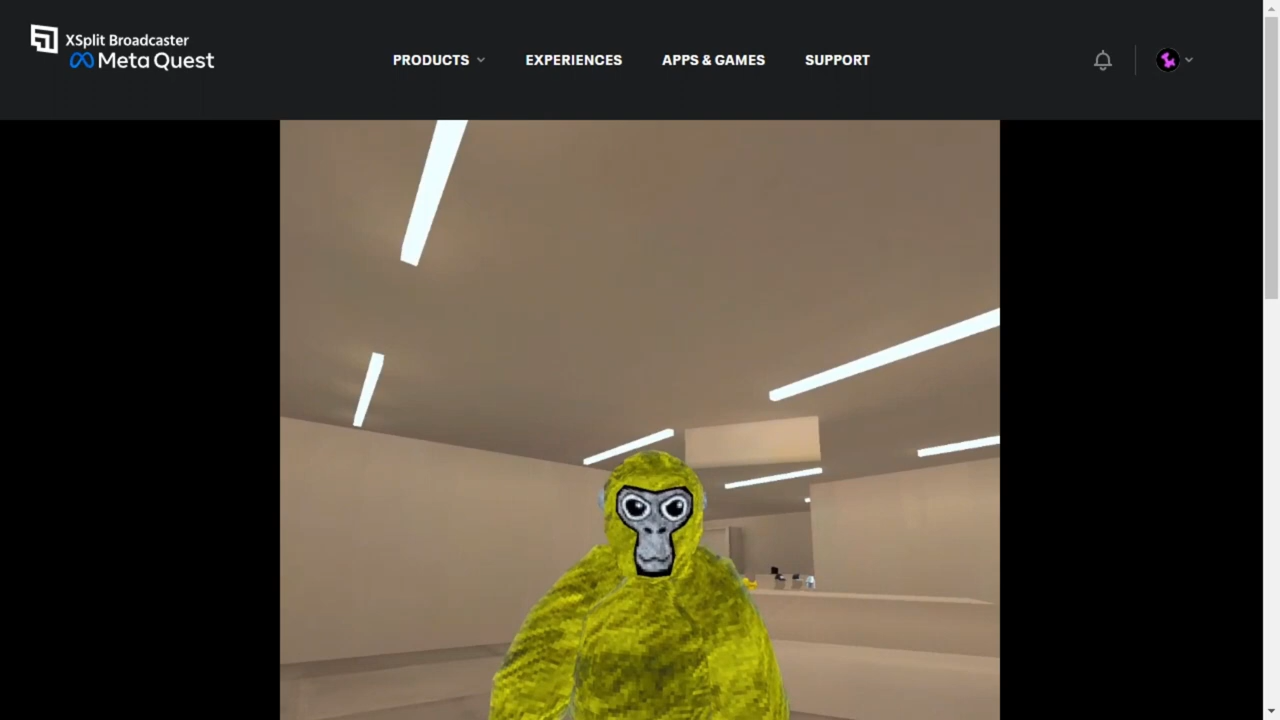 XSplit Broadcaster
Meta Quest
PRODUCTS
EXPERIENCES
APPS & GAMES
SUPPORT